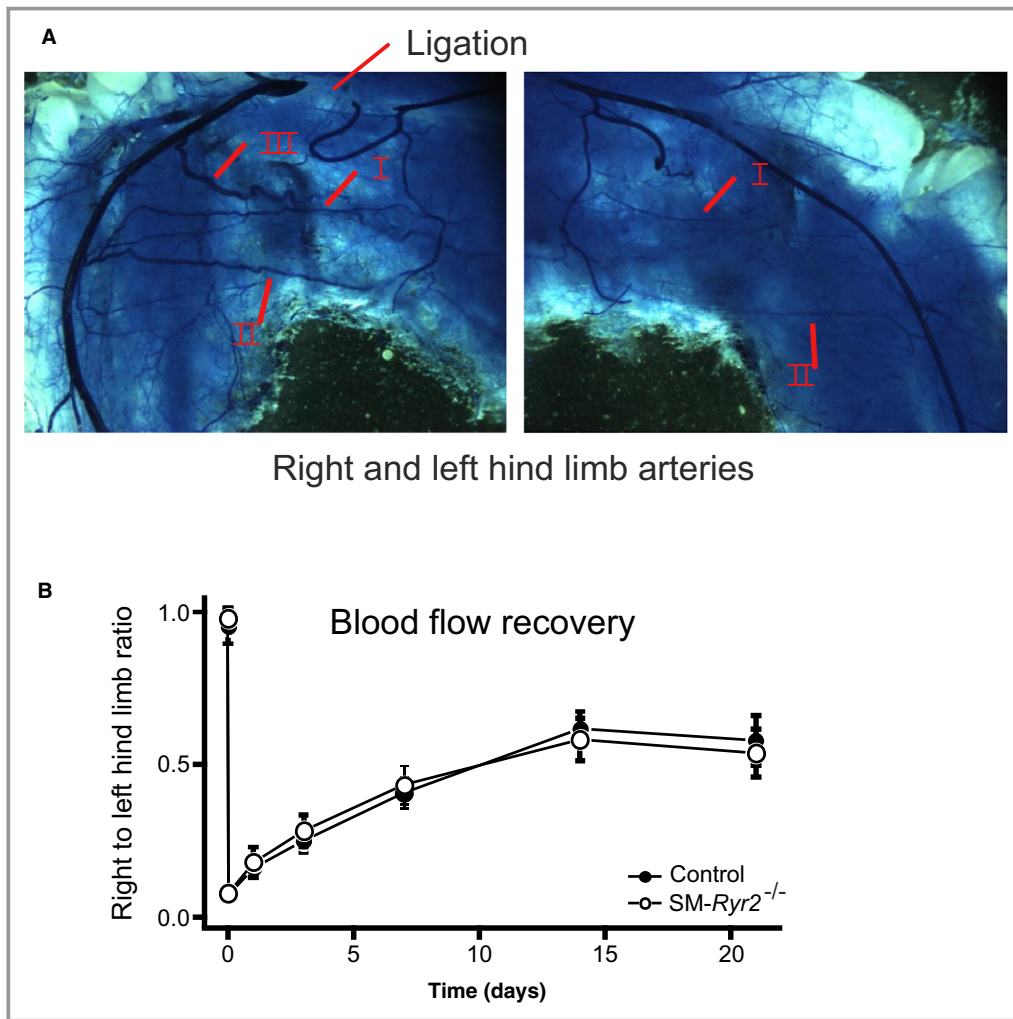 A
Ligation
III
I
II
I
II
Right and left hind limb arteries
B
Blood flow recovery
Right to left hind limb ratio
1.0
0.5
0.0
Control
SM-Ryr2-/-
0 5 10 15 20
Time (days)